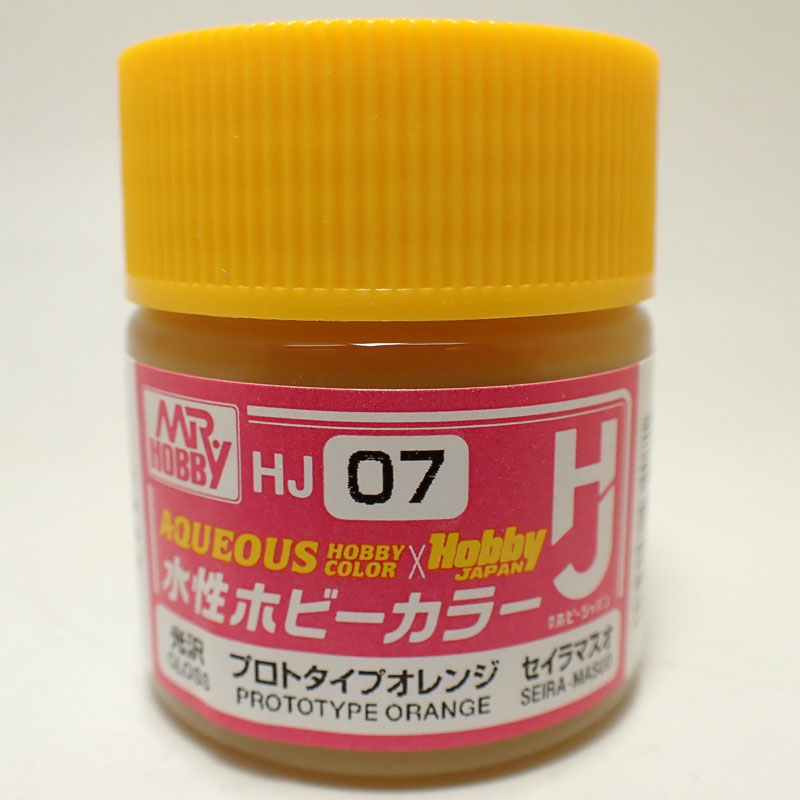 MR HOBBY
HJ 07
HJ
AQUEOUS HOBBY COLOR X Hobby JAPAN
水性ホビーカラー
光沢
GLOSS
プロトタイプオレンジ
PROTOTYPE ORANGE
セイラマスオ
SEIRA-MASUO